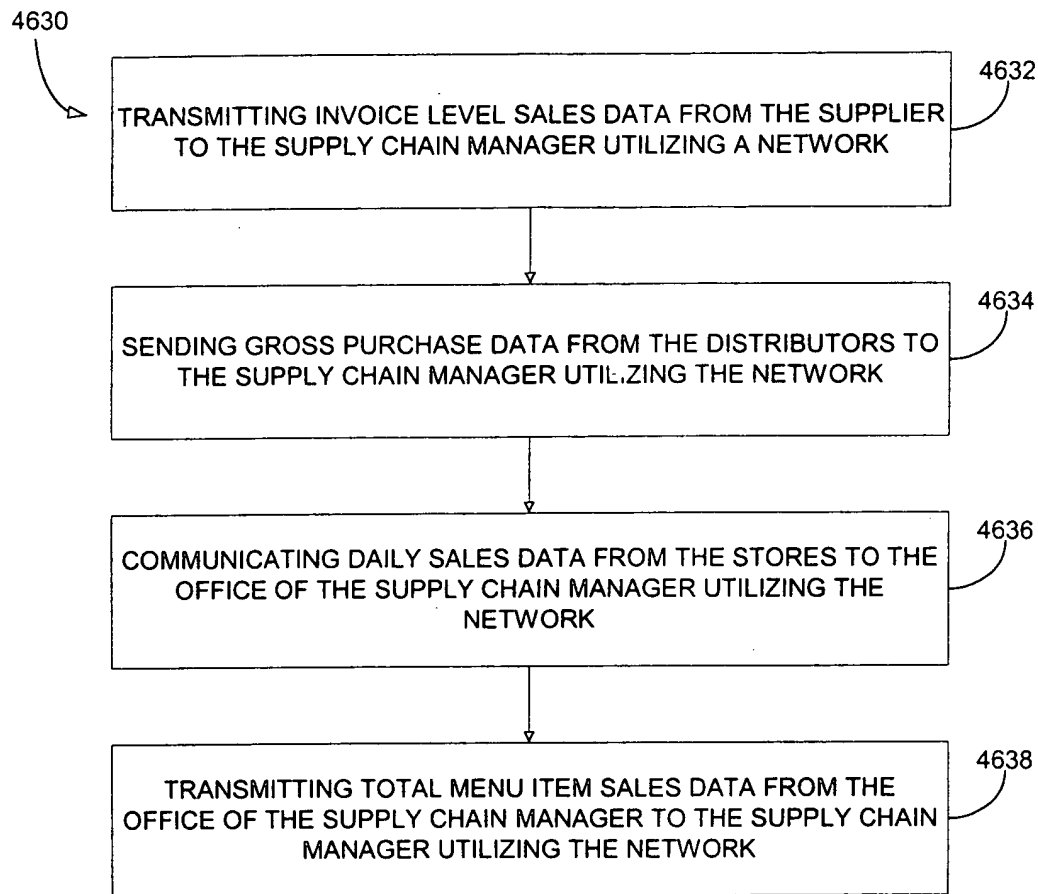 4630
4632
TRANSMITTING INVOICE LEVEL SALES DATA FROM THE SUPPLIER
TO THE SUPPLY CHAIN MANAGER UTILIZING A NETWORK
4634
SENDING GROSS PURCHASE DATA FROM THE DISTRIBUTORS TO
THE SUPPLY CHAIN MANAGER UTILIZING THE NETWORK
4636
COMMUNICATING DAILY SALES DATA FROM THE STORES TO THE
OFFICE OF THE SUPPLY CHAIN MANAGER UTILIZING THE
NETWORK
4638
TRANSMITTING TOTAL MENU ITEM SALES DATA FROM THE
OFFICE OF THE SUPPLY CHAIN MANAGER TO THE SUPPLY CHAIN
MANAGER UTILIZING THE NETWORK